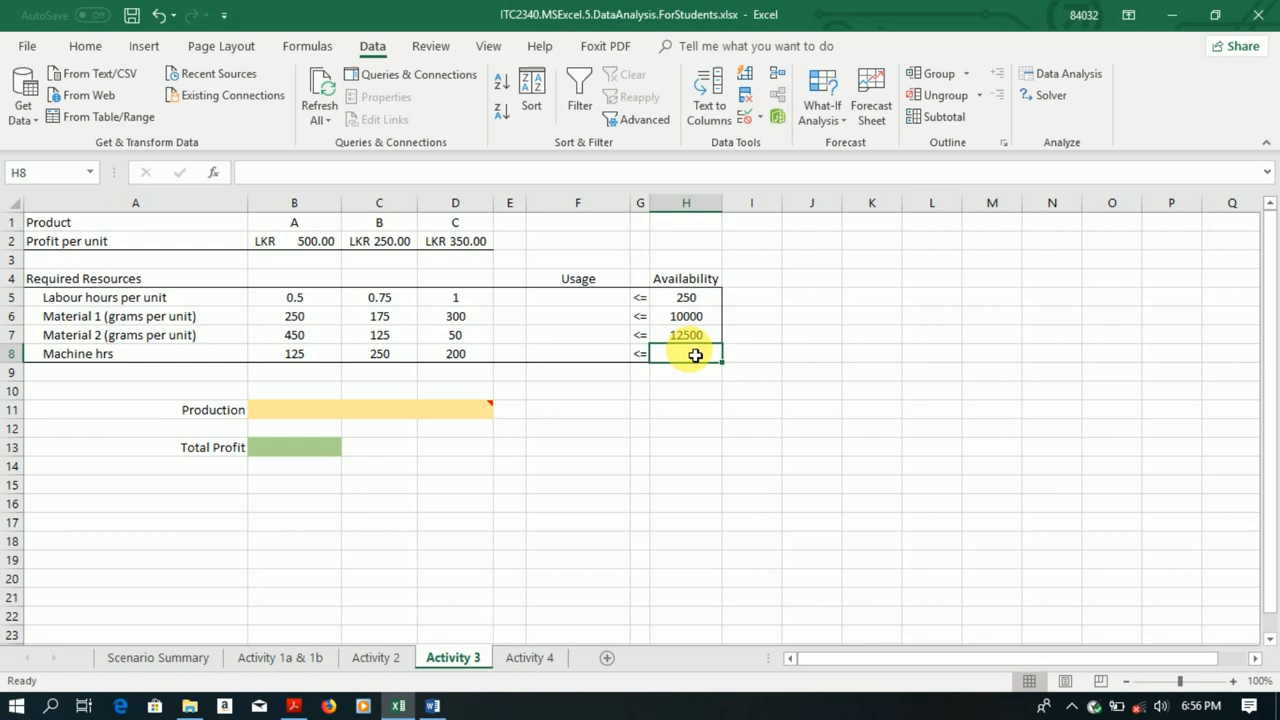 AutoSave Off ITC2340.MSExcel.5.DataAnalysis.ForStudents.xlsx - Excel 84032
File Home Insert Page Layout Formulas Data Review View Help Foxit PDF Tell me what you want to do Share
From Text/CSV Recent Sources Queries & Connections Clear Group Data Analysis
From Web Existing Connections Properties Reapply Ungroup Solver
Get Data From Table/Range Refresh All Edit Links Sort Filter Advanced Text to Columns What-If Analysis Forecast Sheet Subtotal
Get & Transform Data Queries & Connections Sort & Filter Data Tools Forecast Outline Analyze
H8 fx
A B C D E F G H I J K L M N O P Q
1 Product A B C
2 Profit per unit LKR 500.00 LKR 250.00 LKR 350.00
3
4 Required Resources Usage Availability
5 Labour hours per unit 0.5 0.75 1 <= 250
6 Material 1 (grams per unit) 250 175 300 <= 10000
7 Material 2 (grams per unit) 450 125 50 <= 12500
8 Machine hrs 125 250 200 <=
9
10
11 Production
12
13 Total Profit
14
15
16
17
18
19
20
21
22
23
Scenario Summary Activity 1a & 1b Activity 2 Activity 3 Activity 4
Ready 100%
6:56 PM